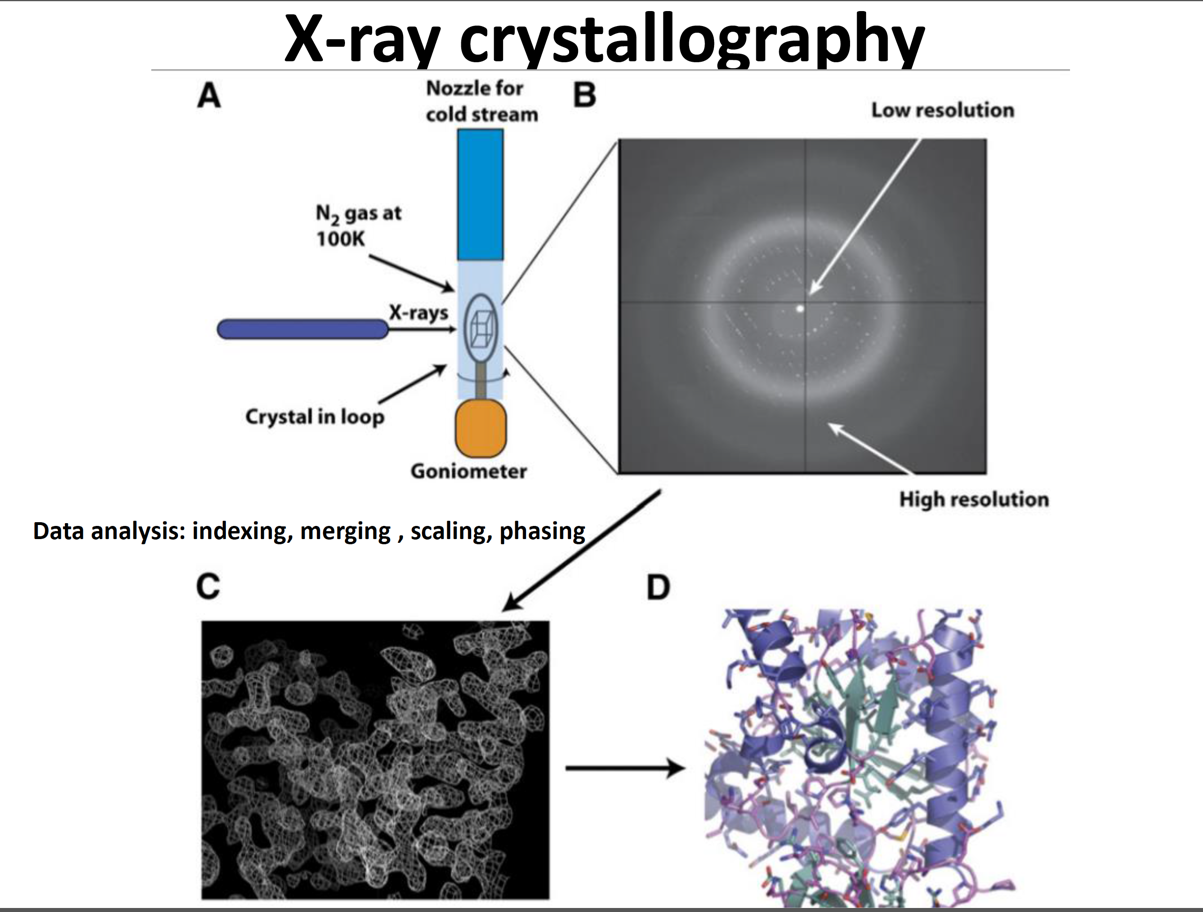 X-ray crystallography
A
Nozzle for
cold stream
N2 gas at
100K
X-rays
Crystal in loop
Goniometer
B
Low resolution
High resolution
Data analysis: indexing, merging , scaling, phasing
C
D